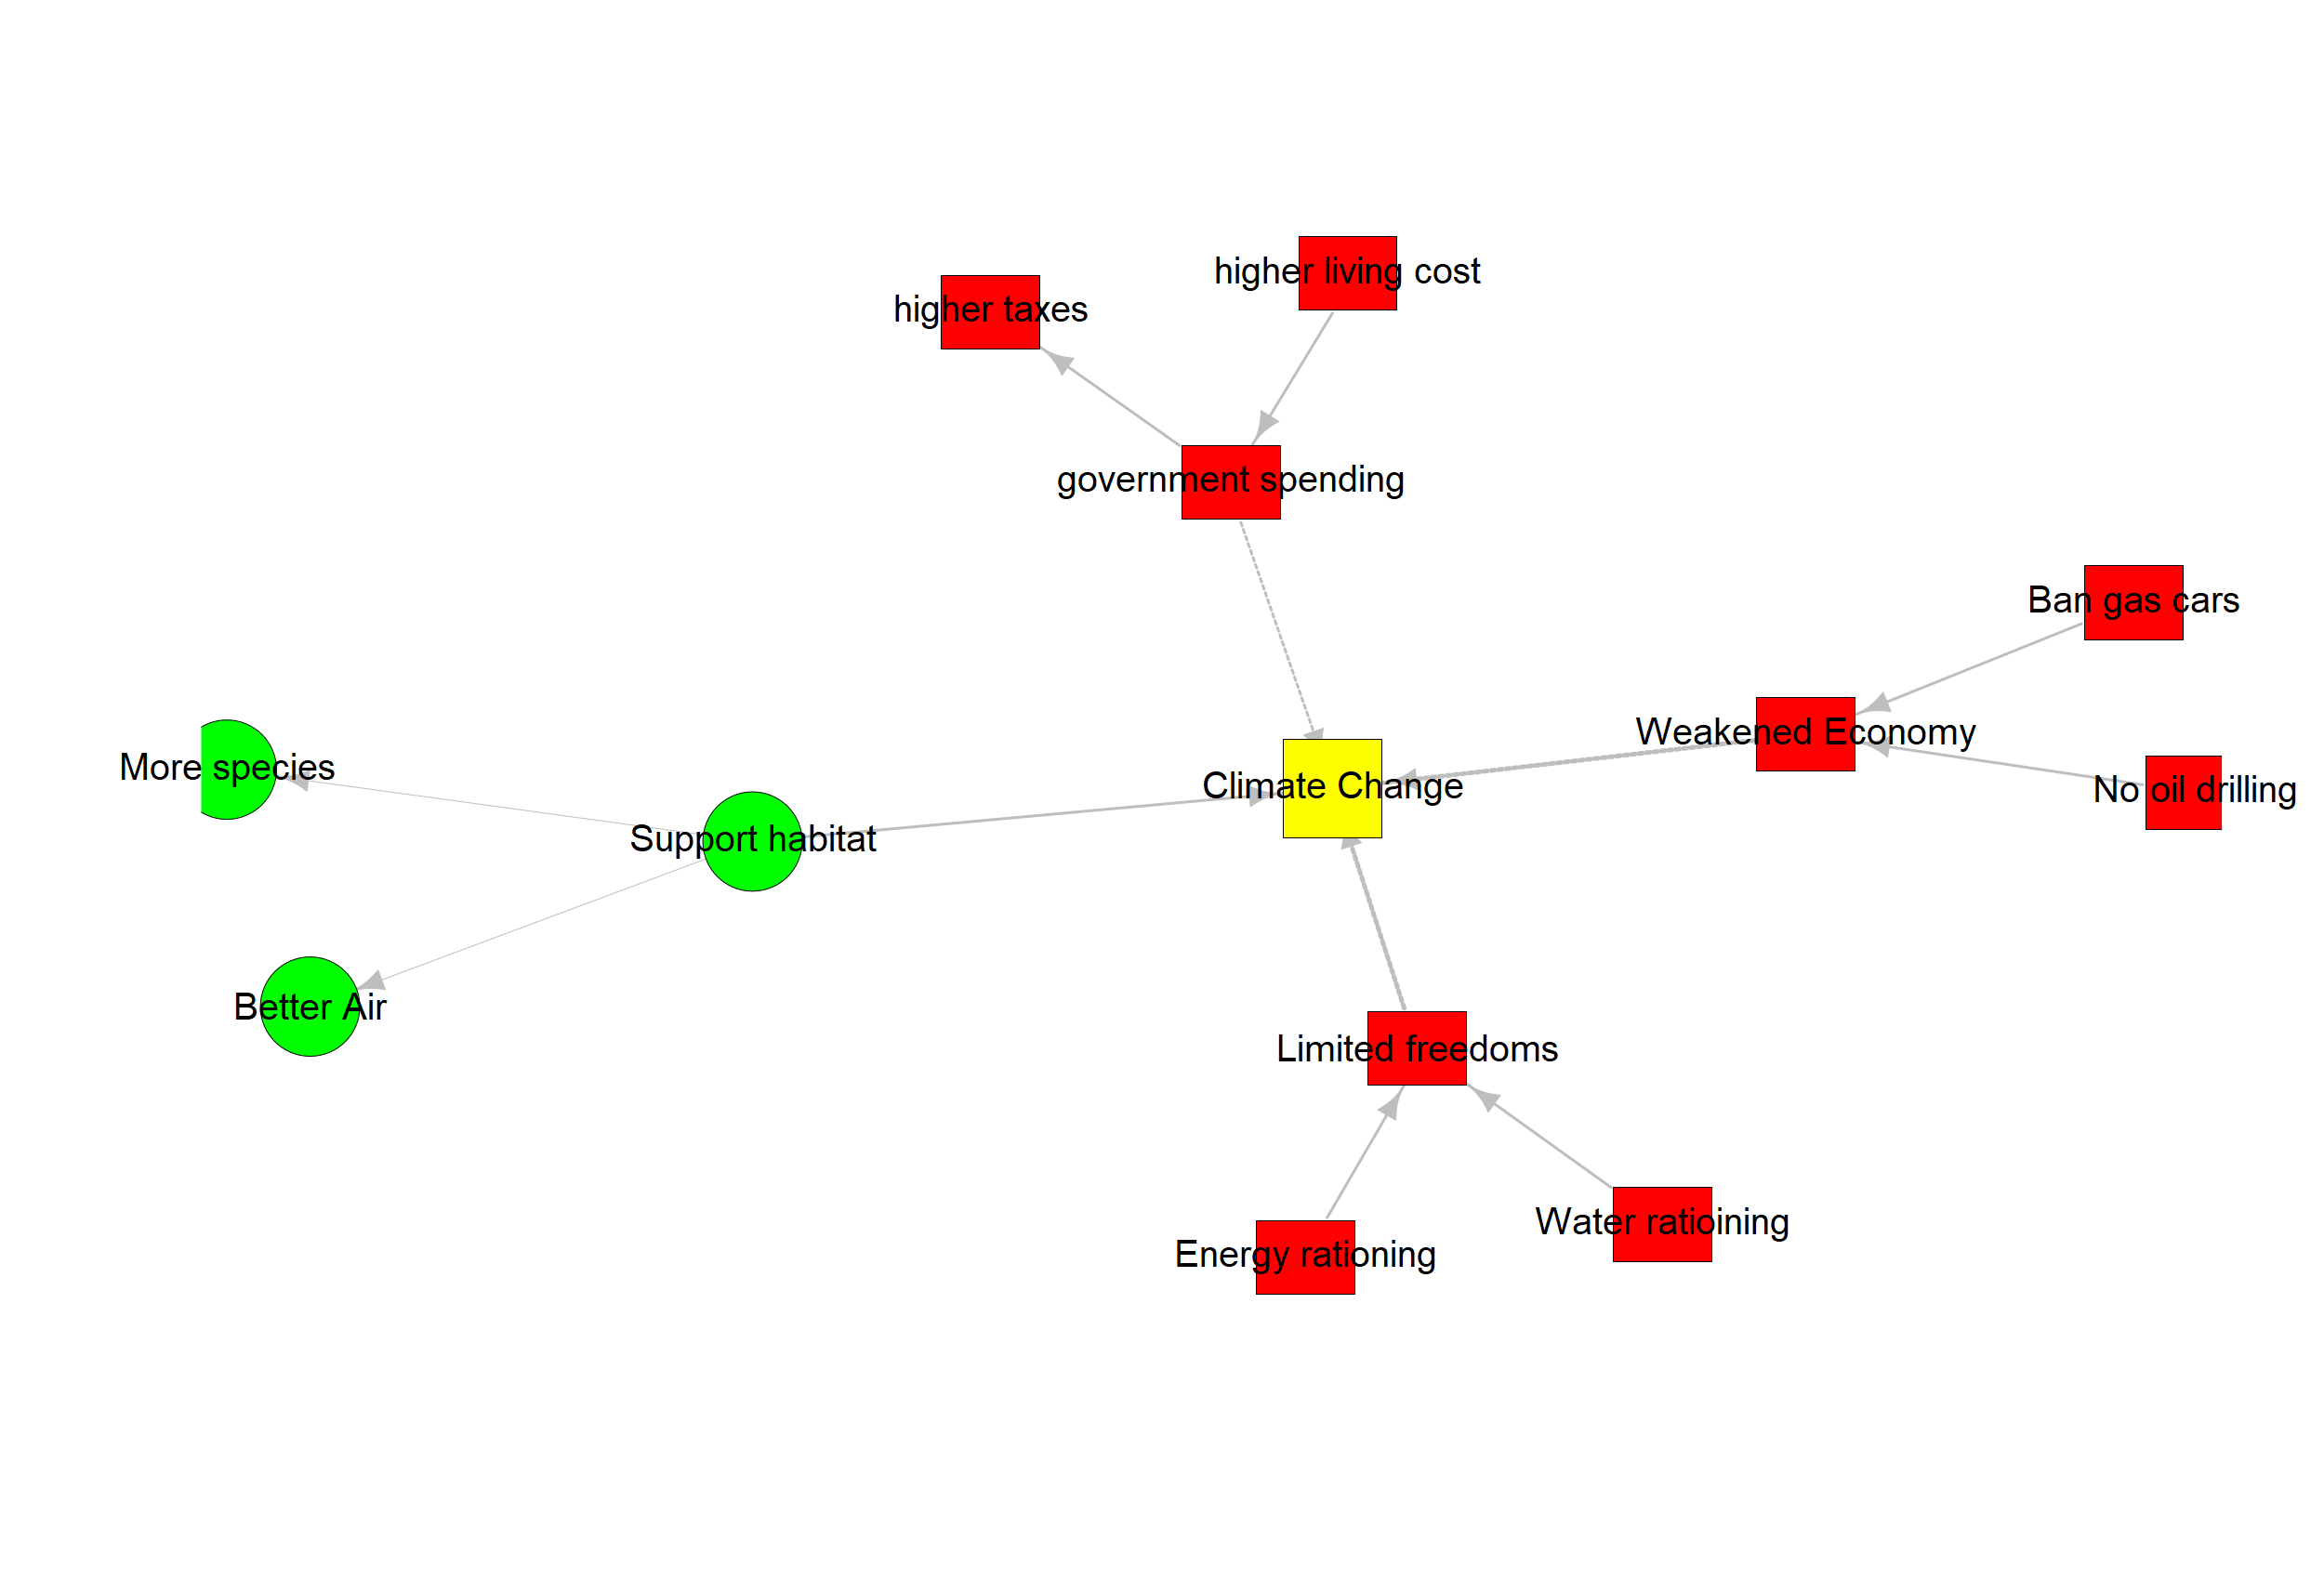 higher living cost
higher taxes
government spending
Ban gas cars
Weakened Economy
More species
Climate Change
No oil drilling
Support habitat
Better Air
Limited freedoms
Water ratioining
Energy rationing